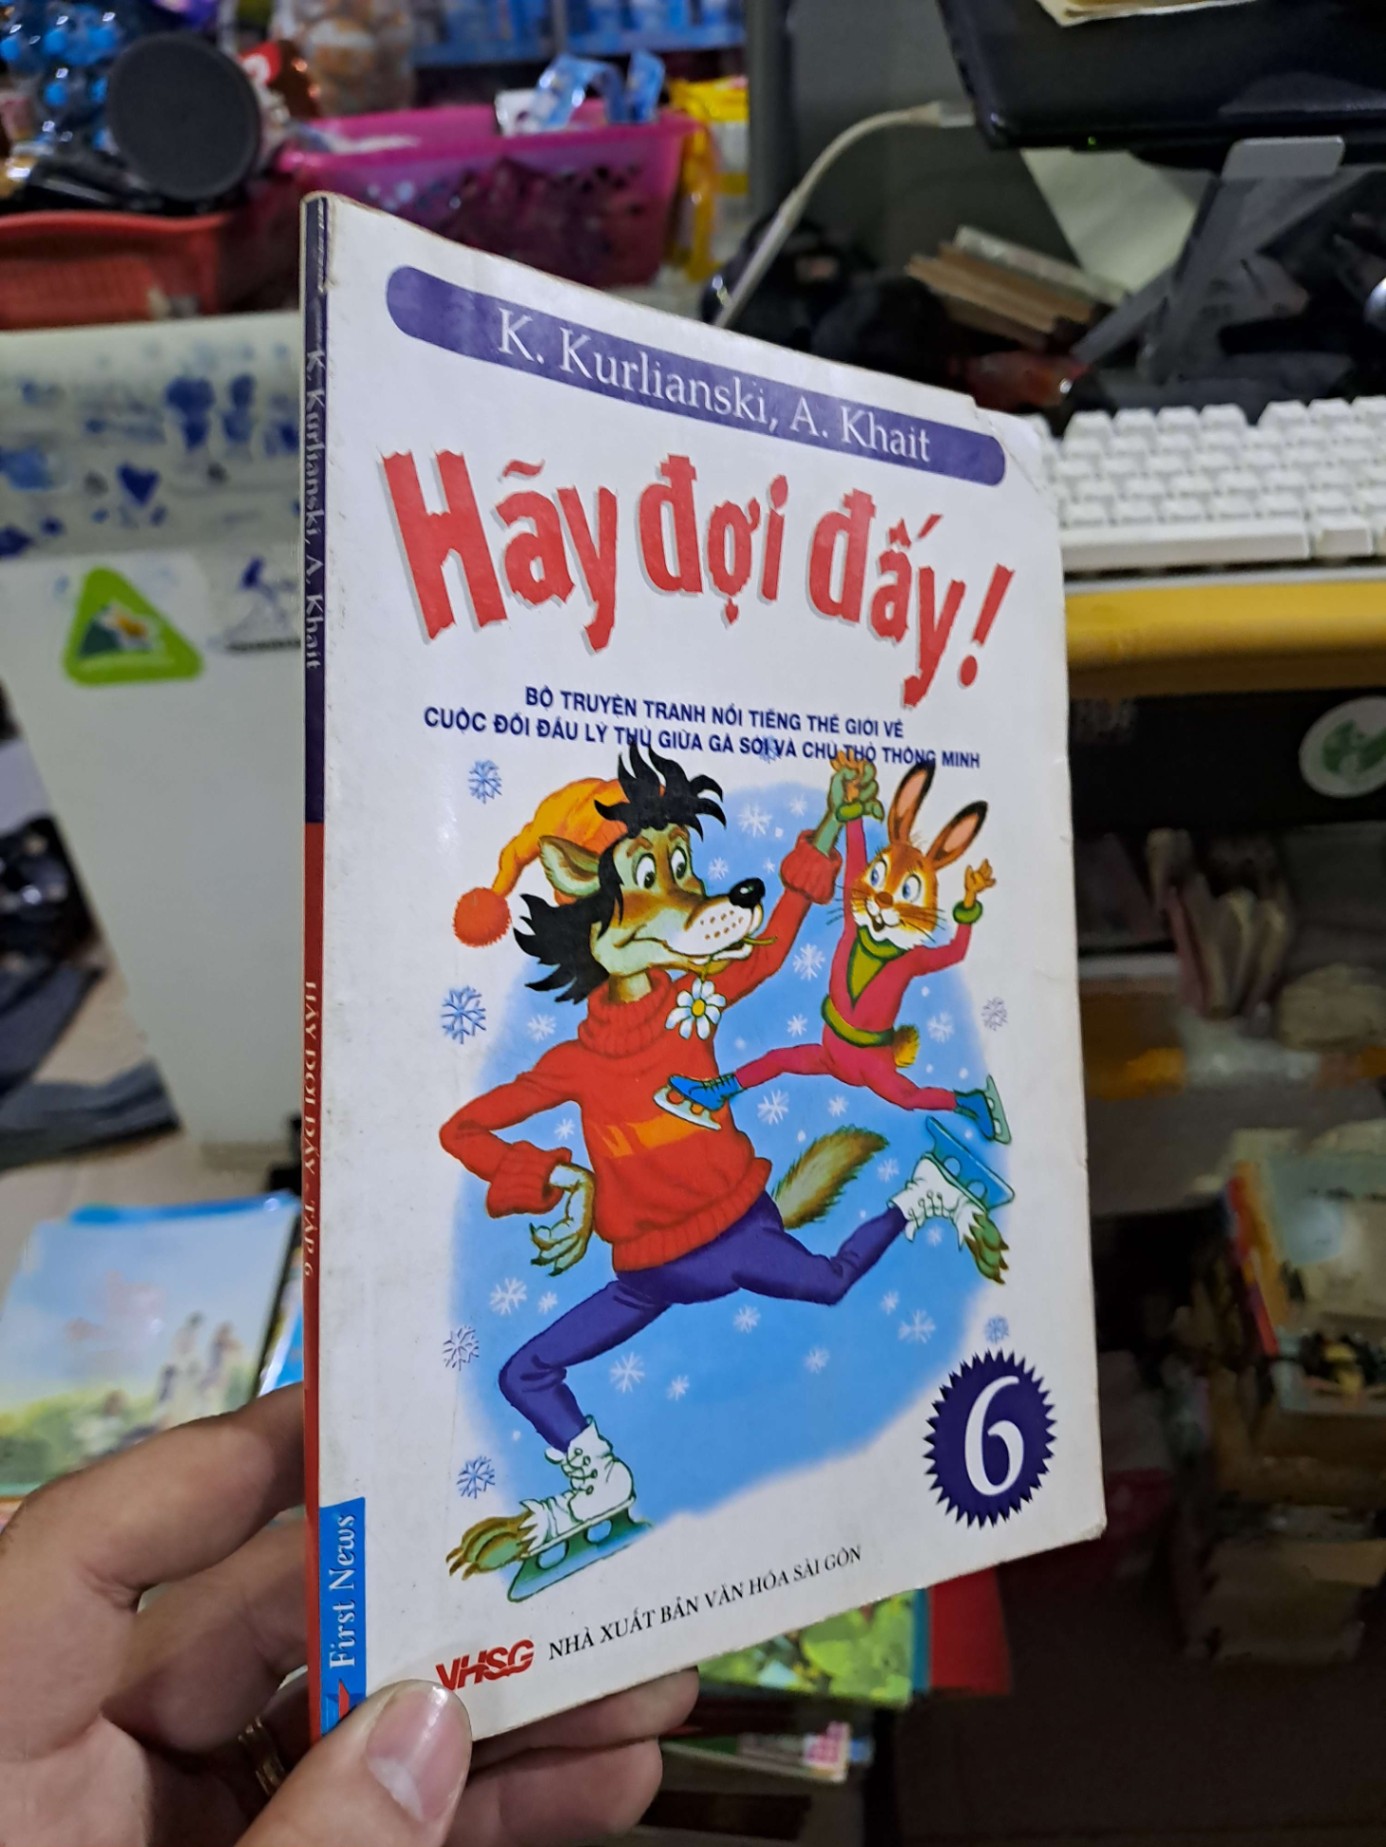 K. Kurlianski, A. Khait
Hãy đợi đấy!
BỘ TRUYỆN TRANH NỔI TIẾNG THẾ GIỚI VỀ
CUỘC ĐỐI ĐẦU LÝ THÚ GIỮA GÃ SÓI VÀ CHÚ THỎ THÔNG MINH
6
VHSG NHÀ XUẤT BẢN VĂN HÓA SÀI GÒN
First News
K. Kurlianski, A. Khait
HÃY ĐỢI ĐẤY - TẬP 6